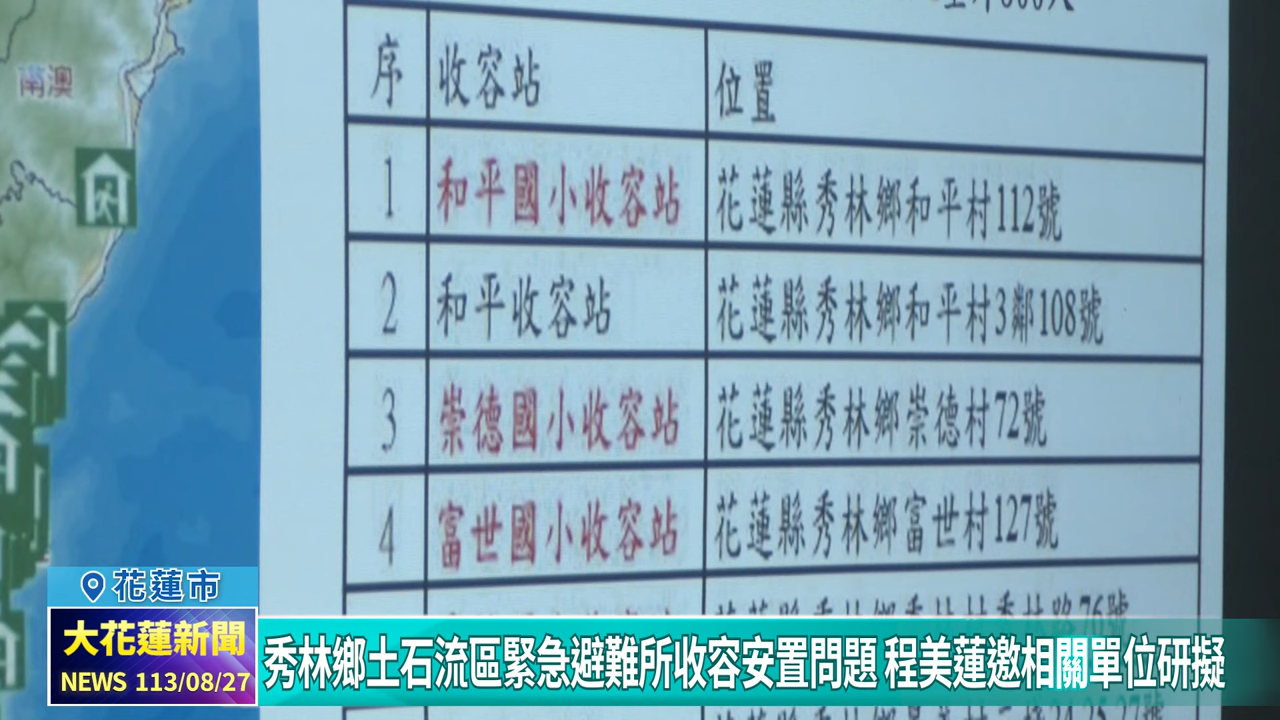 南澳
序 收容站 位置
1 和平國小收容站 花蓮縣秀林鄉和平村112號
2 和平收容站 花蓮縣秀林鄉和平村3鄰108號
3 崇德國小收容站 花蓮縣秀林鄉崇德村72號
4 富世國小收容站 花蓮縣秀林鄉富世村127號
花蓮市
大花蓮新聞
NEWS 113/08/27
秀林鄉土石流區緊急避難所收容安置問題 程美蓮邀相關單位研擬